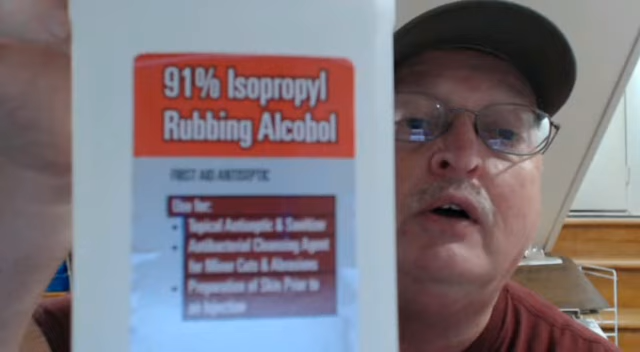 91% Isopropyl
Rubbing Alcohol
FIRST AID ANTISEPTIC
Use for:
• Topical Antiseptic & Sanitizer
• Antibacterial Cleansing Agent
for Minor Cuts & Abrasions
• Preparation of Skin Prior to
an Injection